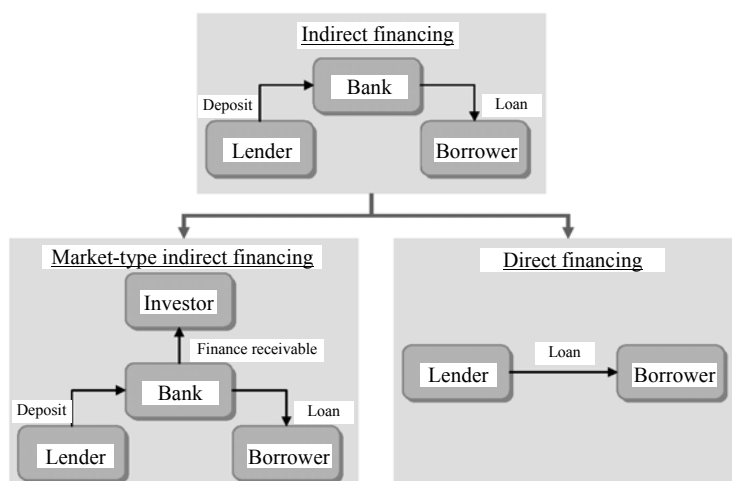 Indirect financing
Bank
Deposit
Loan
Lender
Borrower
Market-type indirect financing
Investor
Finance receivable
Bank
Deposit
Loan
Lender
Borrower
Direct financing
Loan
Lender
Borrower